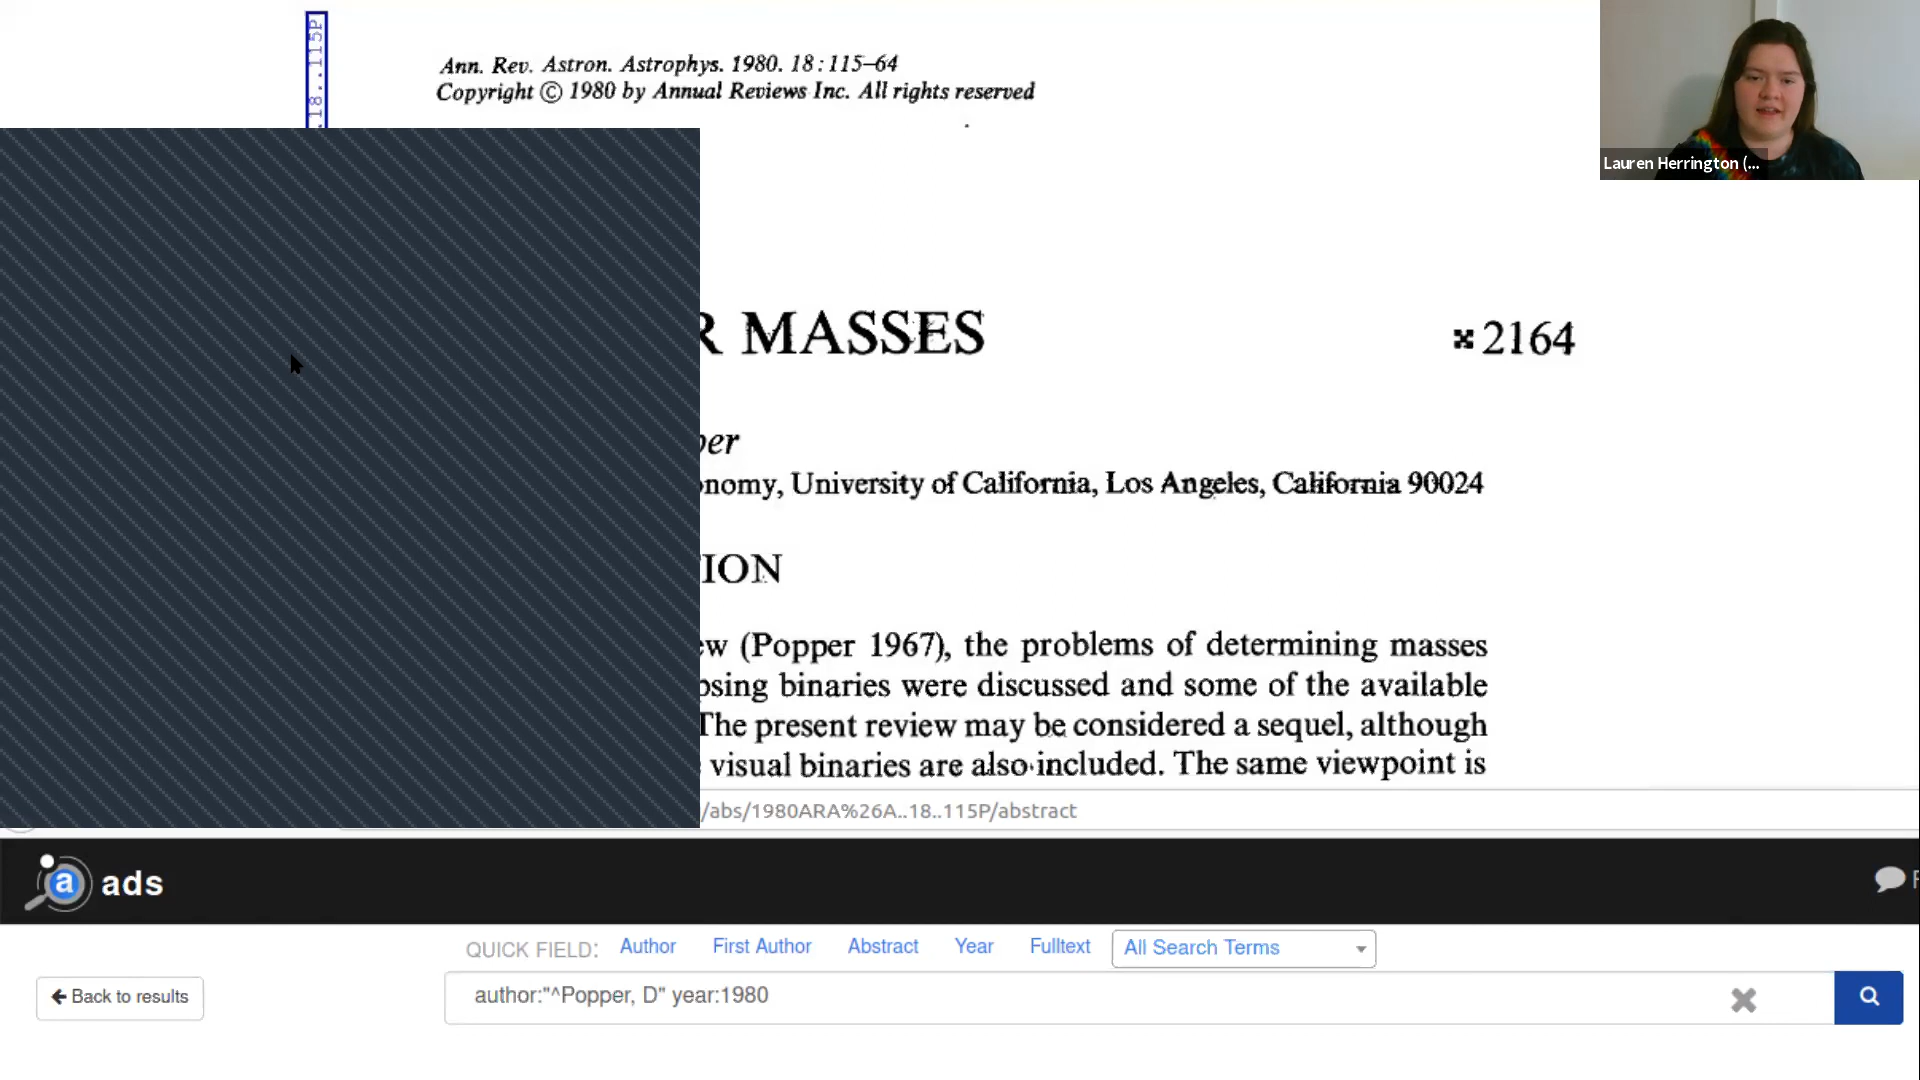 .18..115P
Ann. Rev. Astron. Astrophys. 1980. 18:115–64
Copyright © 1980 by Annual Reviews Inc. All rights reserved
Lauren Herrington (...
R MASSES
2164
per
nomy, University of California, Los Angeles, California 90024
ION
ew (Popper 1967), the problems of determining masses
psing binaries were discussed and some of the available
The present review may be considered a sequel, although
visual binaries are also included. The same viewpoint is
/abs/1980ARA%26A..18..115P/abstract
ads
QUICK FIELD: Author First Author Abstract Year Fulltext All Search Terms
Back to results
author:"^Popper, D" year:1980